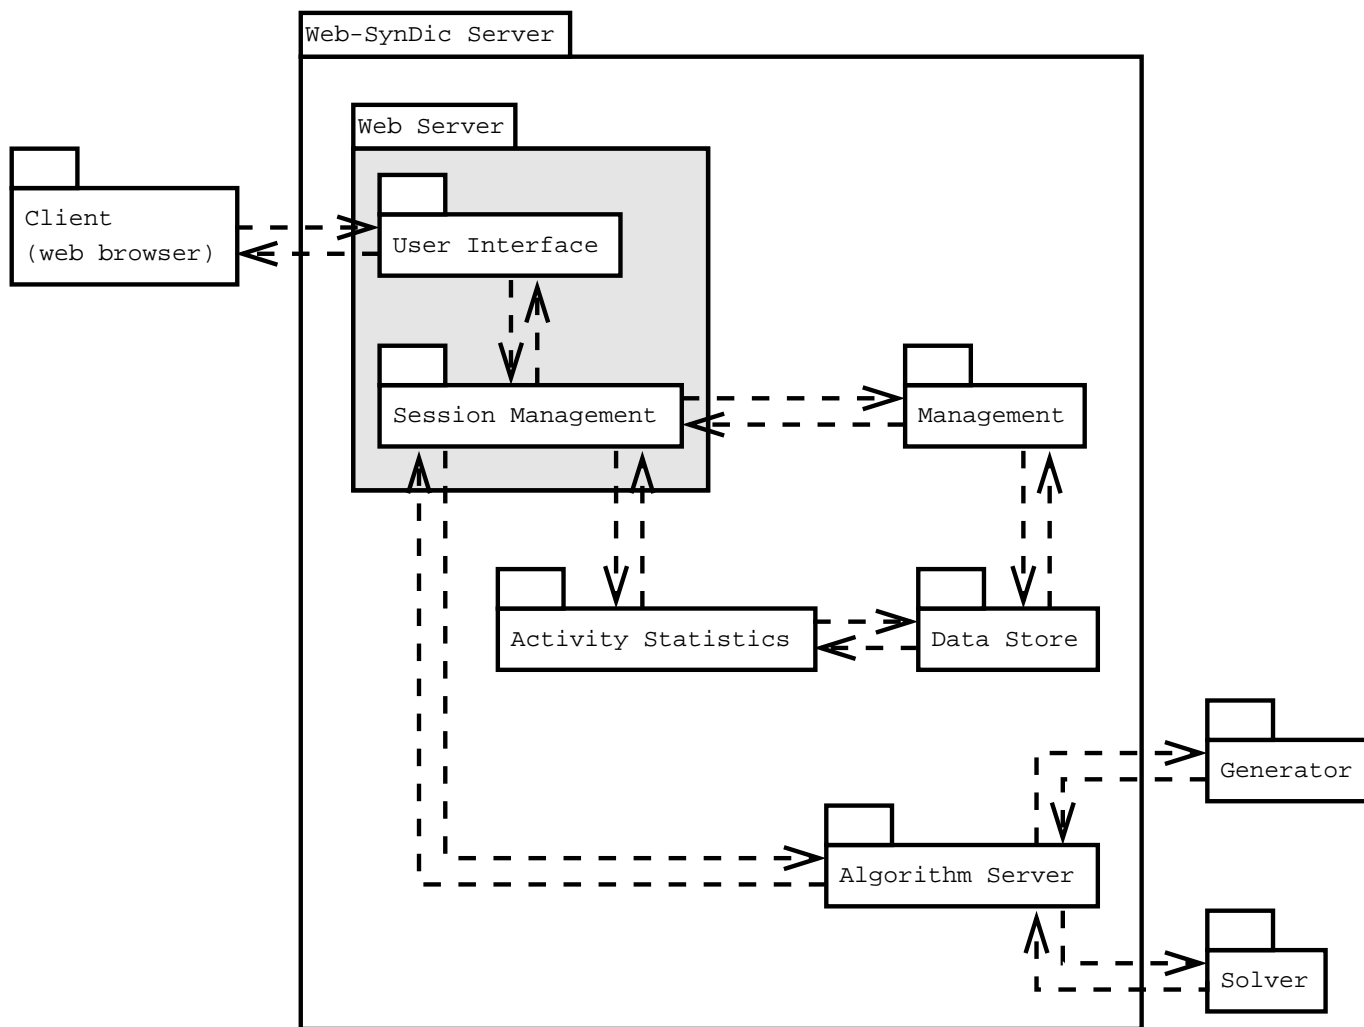 Web-SynDic Server
Web Server
Client
(web browser)
User Interface
Session Management
Management
Activity Statistics
Data Store
Generator
Algorithm Server
Solver